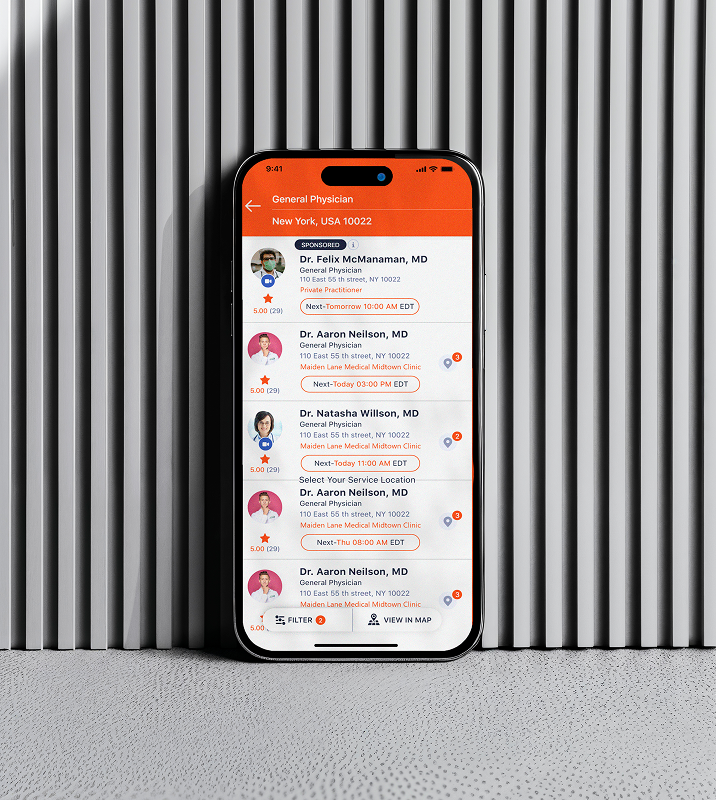 9:41
General Physician
New York, USA 10022
SPONSORED i
Dr. Felix McManaman, MD
General Physician
110 East 55 th street, NY 10022
Private Practitioner
5.00 (29)
Next-Tomorrow 10:00 AM EDT
Dr. Aaron Neilson, MD
General Physician
110 East 55 th street, NY 10022
3
Maiden Lane Medical Midtown Clinic
5.00 (29)
Next-Today 03:00 PM EDT
Dr. Natasha Willson, MD
General Physician
110 East 55 th street, NY 10022
2
Maiden Lane Medical Midtown Clinic
5.00 (29)
Next-Today 11:00 AM EDT
Select Your Service Location
Dr. Aaron Neilson, MD
General Physician
110 East 55 th street, NY 10022
3
Maiden Lane Medical Midtown Clinic
5.00 (29)
Next-Thu 08:00 AM EDT
Dr. Aaron Neilson, MD
General Physician
110 East 55 th street, NY 10022
3
Maiden Lane Medical Midtown Clinic
5.00
FILTER 2
VIEW IN MAP